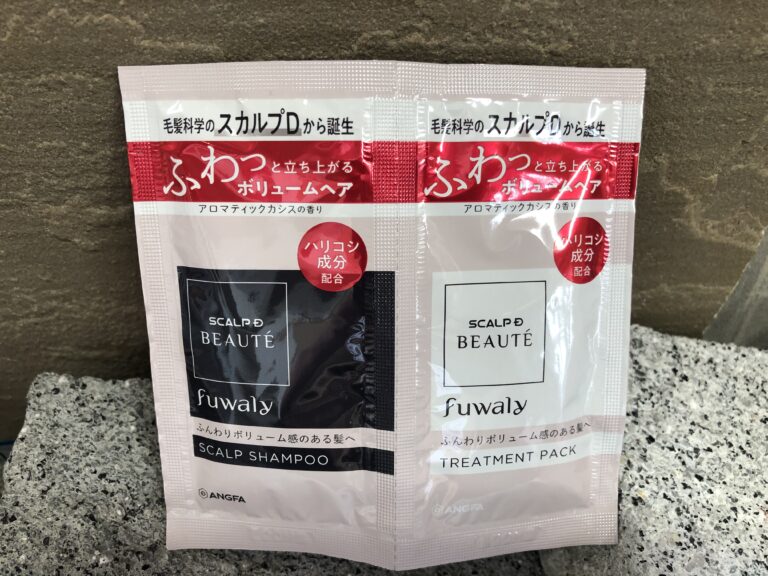 毛髪科学のスカルプDから誕生
ふわっと立ち上がる
ボリュームヘア
アロマティックカシスの香り
ハリコシ
成分
配合
SCALP D
BEAUTÉ
fuwaly
ふんわりボリューム感のある髪へ
SCALP SHAMPOO
ANGFA
毛髪科学のスカルプDから誕生
ふわっと立ち上がる
ボリュームヘア
アロマティックカシスの香り
ハリコシ
成分
配合
SCALP D
BEAUTÉ
fuwaly
ふんわりボリューム感のある髪へ
TREATMENT PACK
ANGFA